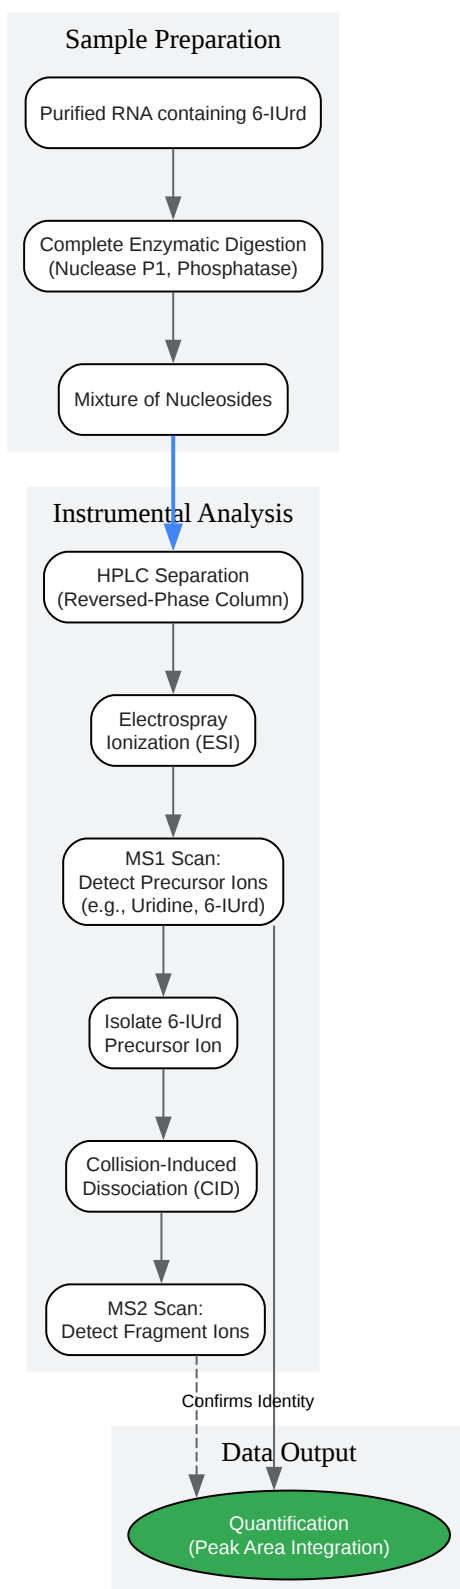 Sample Preparation
Purified RNA containing 6-IUrd
Complete Enzymatic Digestion
(Nuclease P1, Phosphatase)
Mixture of Nucleosides
Instrumental Analysis
HPLC Separation
(Reversed-Phase Column)
Electrospray
Ionization (ESI)
MS1 Scan:
Detect Precursor Ions
(e.g., Uridine, 6-IUrd)
Isolate 6-IUrd
Precursor Ion
Collision-Induced
Dissociation (CID)
MS2 Scan:
Detect Fragment Ions
Confirms Identity
Data Output
Quantification
(Peak Area Integration)